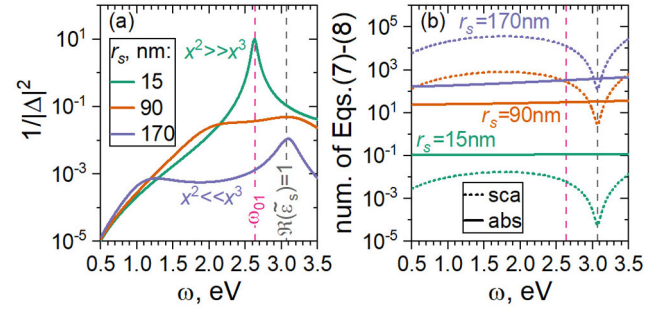 (a)
r_s, nm:
15
90
170
x²>>x³
x²<<x³
ω₀₁
ℜ(ε̃_s)=1
1/|Δ|²
10¹
10⁻¹
10⁻³
10⁻⁵
0.5 1.0 1.5 2.0 2.5 3.0 3.5
ω, eV
(b)
r_s=170nm
r_s=90nm
r_s=15nm
sca
abs
num. of Eqs.(7)-(8)
10⁵
10³
10¹
10⁻¹
10⁻³
10⁻⁵
0.5 1.0 1.5 2.0 2.5 3.0 3.5
ω, eV